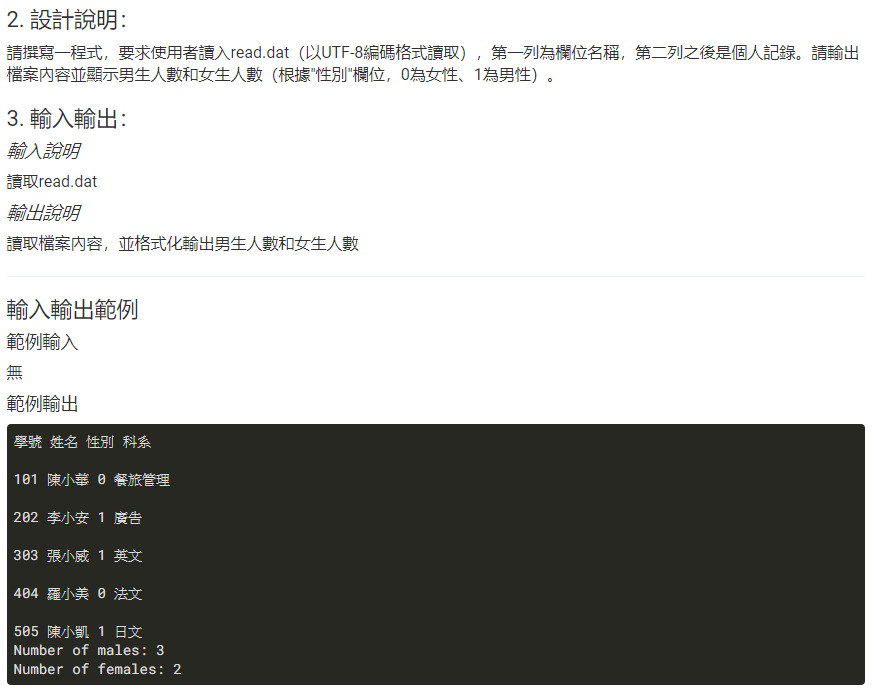 2. 設計說明：
請撰寫一程式，要求使用者讀入read.dat（以UTF-8編碼格式讀取），第一列為欄位名稱，第二列之後是個人記錄。請輸出
檔案內容並顯示男生人數和女生人數（根據"性別"欄位，0為女性、1為男性）。
3. 輸入輸出：
輸入說明
讀取read.dat
輸出說明
讀取檔案內容，並格式化輸出男生人數和女生人數
輸入輸出範例
範例輸入
無
範例輸出
學號 姓名 性別 科系
101 陳小華 0 餐旅管理
202 李小安 1 廣告
303 張小威 1 英文
404 羅小美 0 法文
505 陳小凱 1 日文
Number of males: 3
Number of females: 2